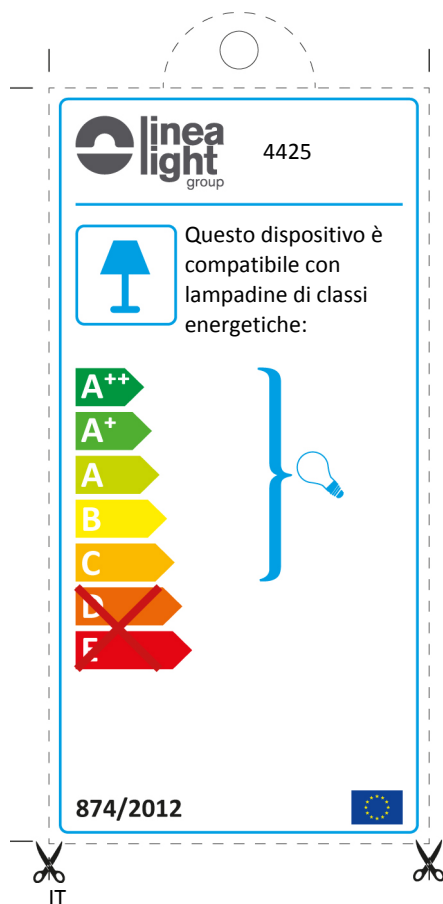 linea
light
group
4425
Questo dispositivo è
compatibile con
lampadine di classi
energetiche:
A++
A+
A
B
C
D
E
874/2012
IT